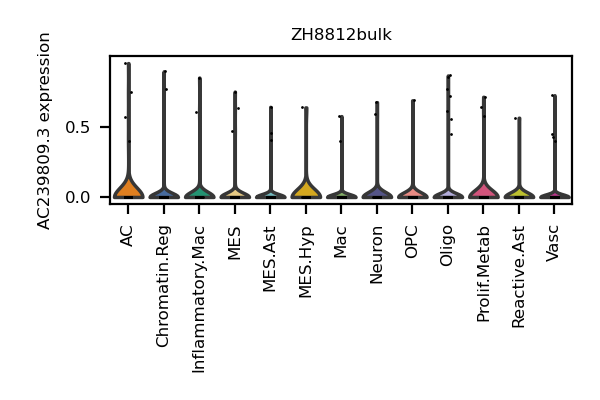 ZH8812bulk
AC239809.3 expression
0.5
0.0
AC
Chromatin.Reg
Inflammatory.Mac
MES
MES.Ast
MES.Hyp
Mac
Neuron
OPC
Oligo
Prolif.Metab
Reactive.Ast
Vasc